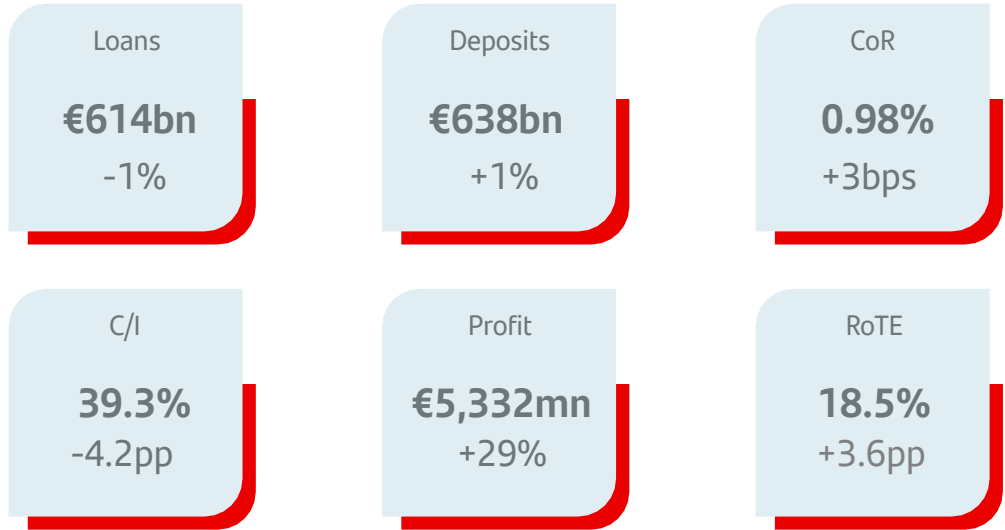 Loans
€614bn
-1%
Deposits
€638bn
+1%
CoR
0.98%
+3bps
C/I
39.3%
-4.2pp
Profit
€5,332mn
+29%
RoTE
18.5%
+3.6pp